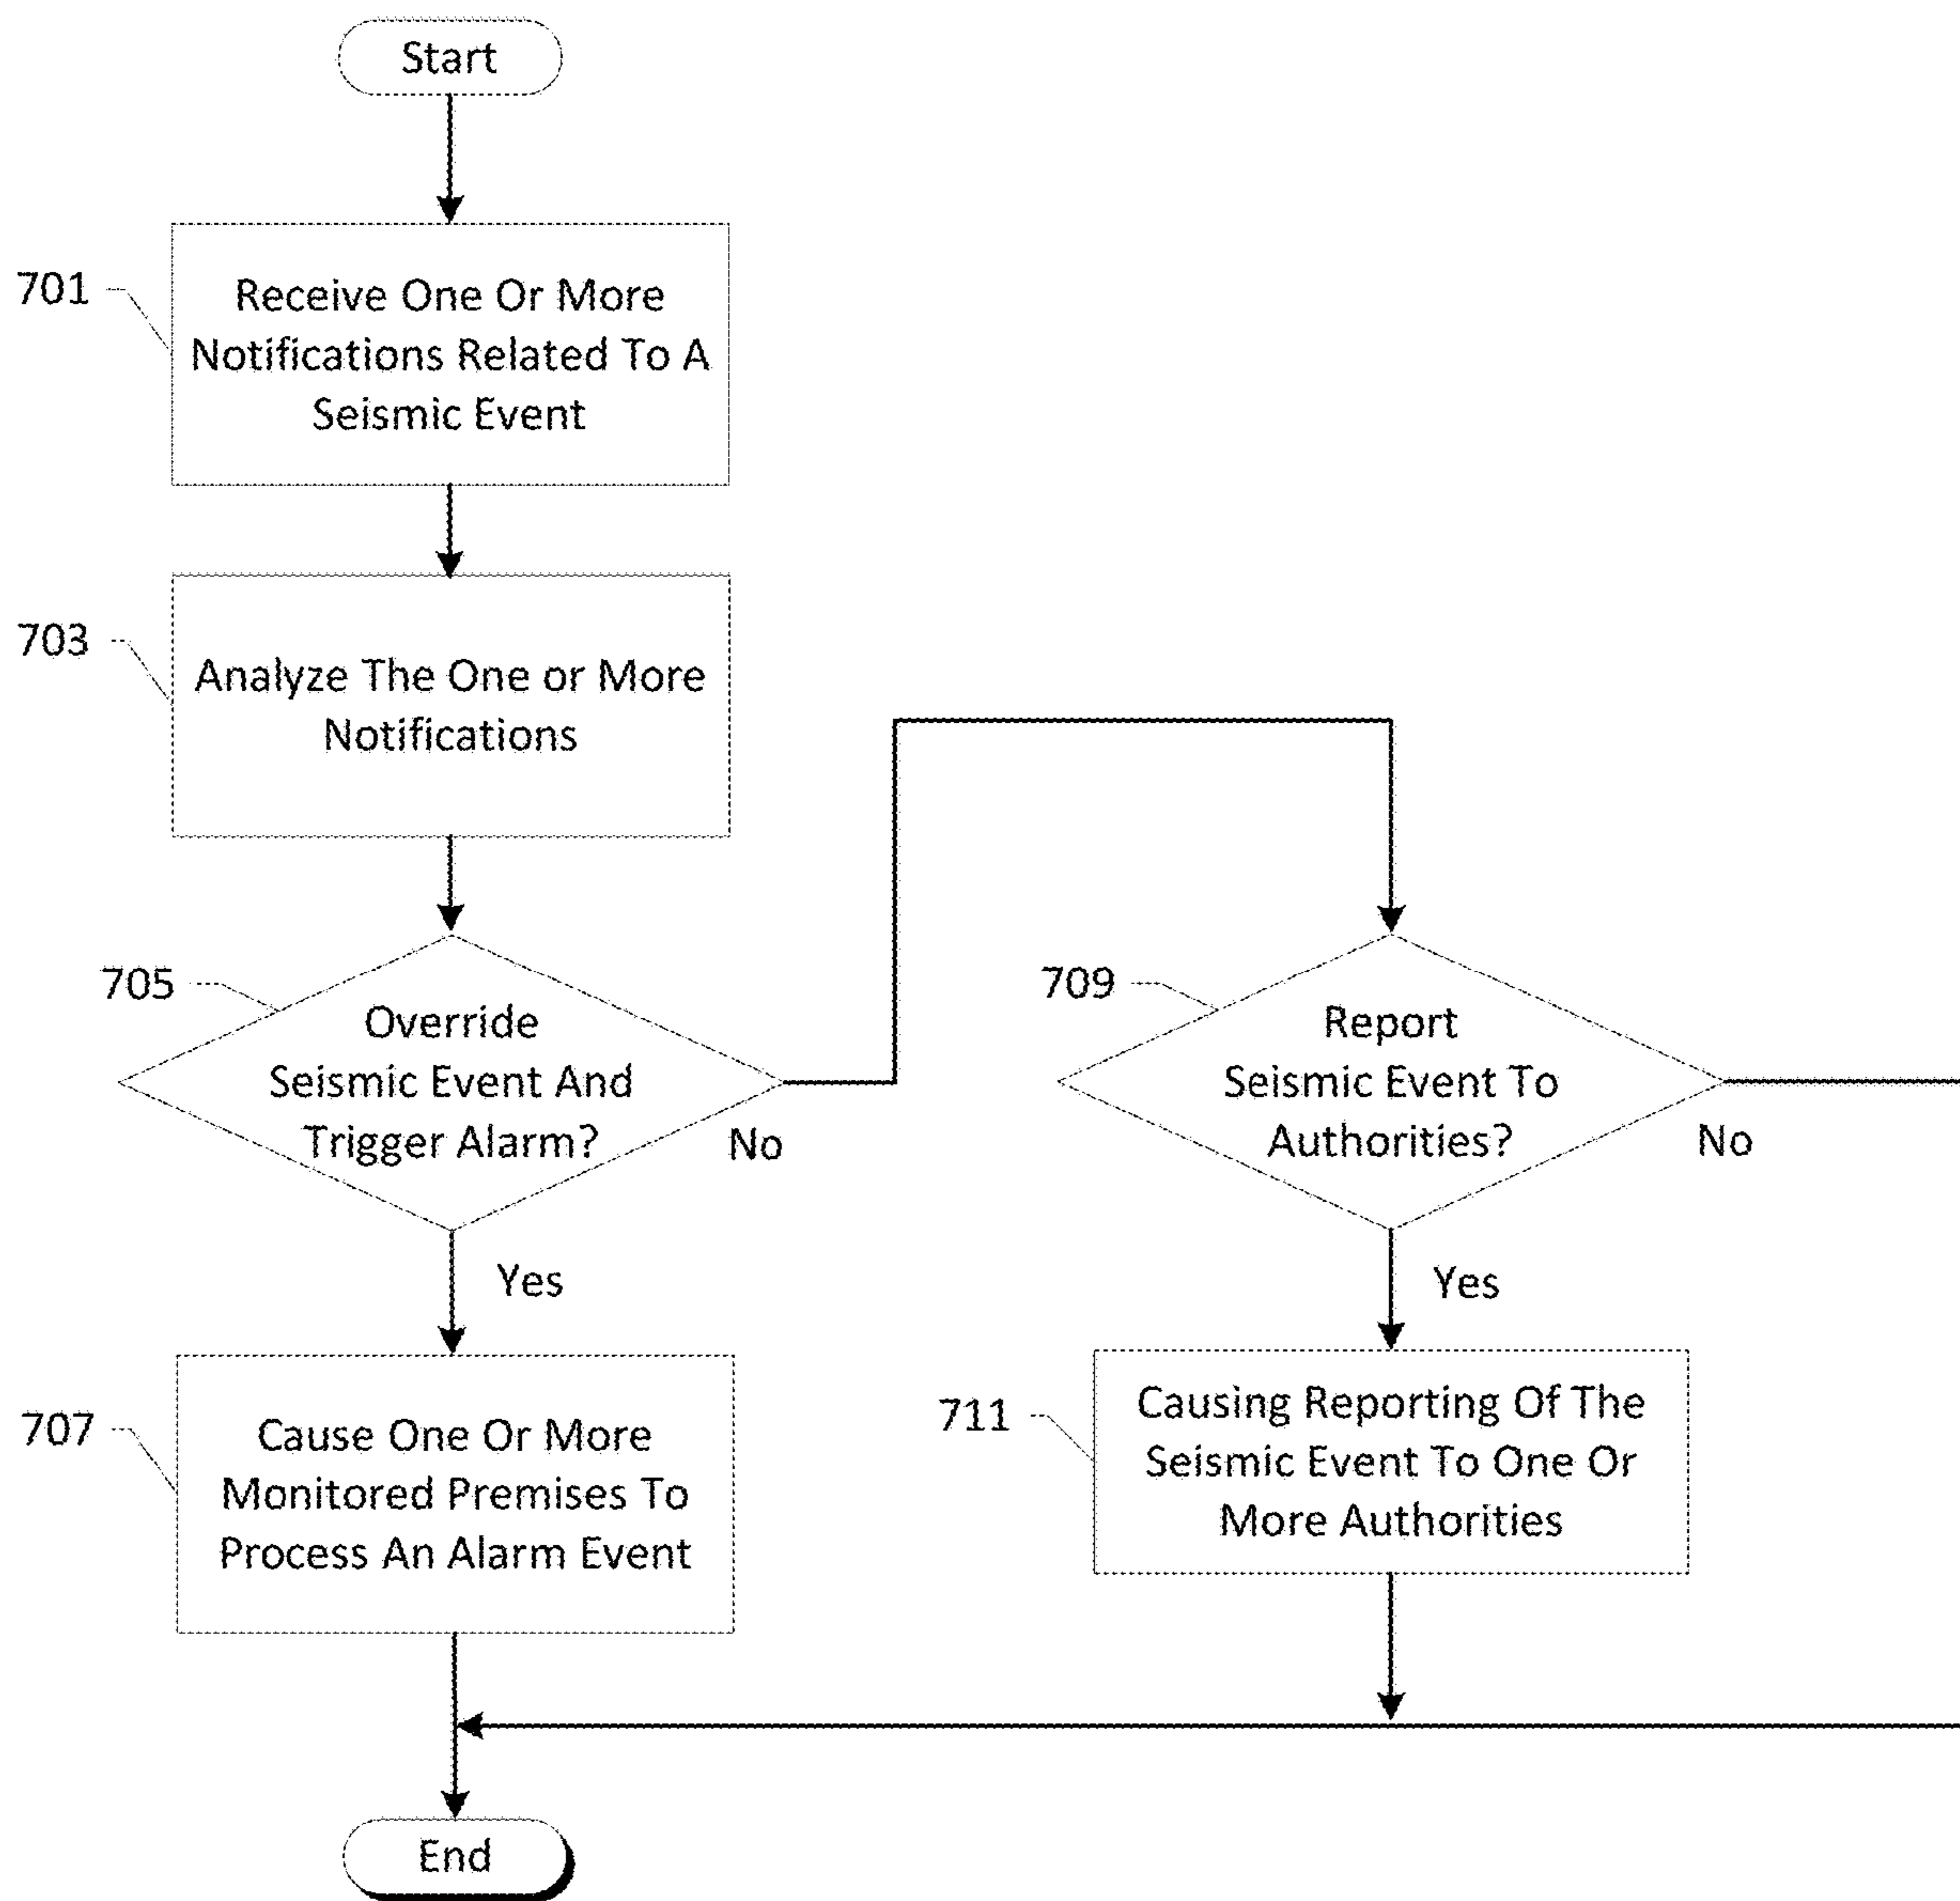 Start
701
Receive One Or More
Notifications Related To A
Seismic Event
703
Analyze The One or More
Notifications
705
Override
Seismic Event And
Trigger Alarm?
No
Yes
709
Report
Seismic Event To
Authorities?
No
Yes
707
Cause One Or More
Monitored Premises To
Process An Alarm Event
711
Causing Reporting Of The
Seismic Event To One Or
More Authorities
End